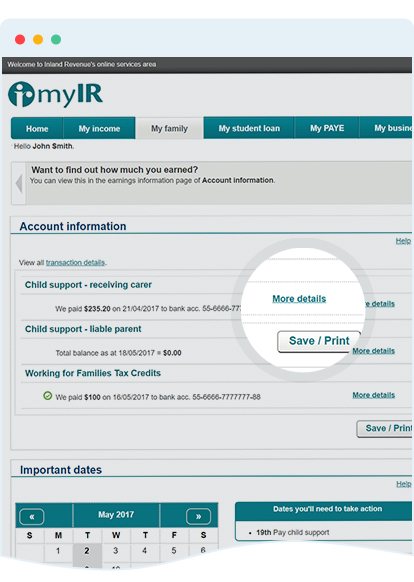 Welcome to Inland Revenue's online services area
myIR
Home My income My family My student loan My PAYE My busine
Hello John Smith.
Want to find out how much you earned?
You can view this in the earnings information page of Account information.
Account information
Help
View all transaction details.
Child support - receiving carer
We paid $235.20 on 21/04/2017 to bank acc. 55-6666-77
More details
e details
Child support - liable parent
Save / Print
Total balance as at 18/05/2017 = $0.00
More details
Working for Families Tax Credits
We paid $100 on 16/05/2017 to bank acc. 55-6666-7777777-88
More details
Save / Print
Important dates
Help
« May 2017 »
S M T W T F S
1 2 3 4 5 6
Dates you'll need to take action
• 19th Pay child support